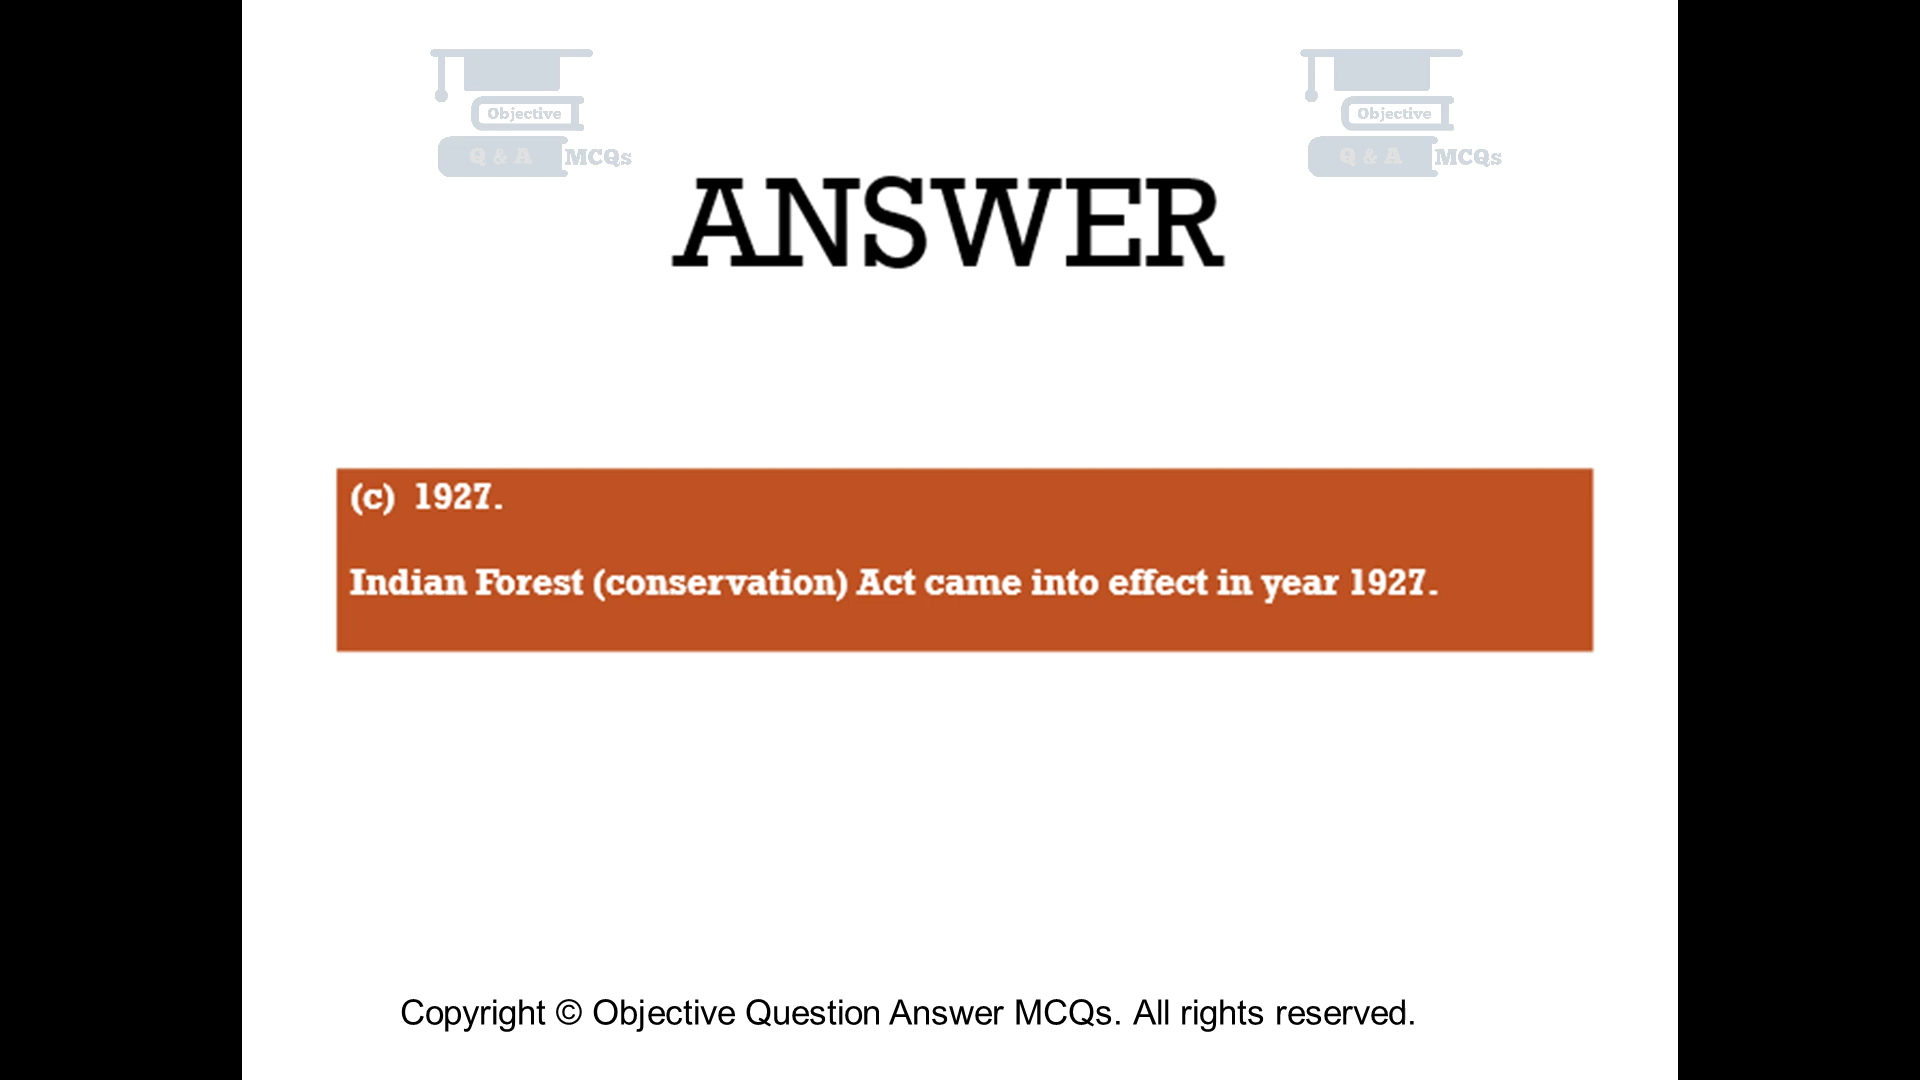 Objective
Q & A MCQs
Objective
Q & A MCQs
ANSWER
(c) 1927.
Indian Forest (conservation) Act came into effect in year 1927.
Copyright © Objective Question Answer MCQs. All rights reserved.